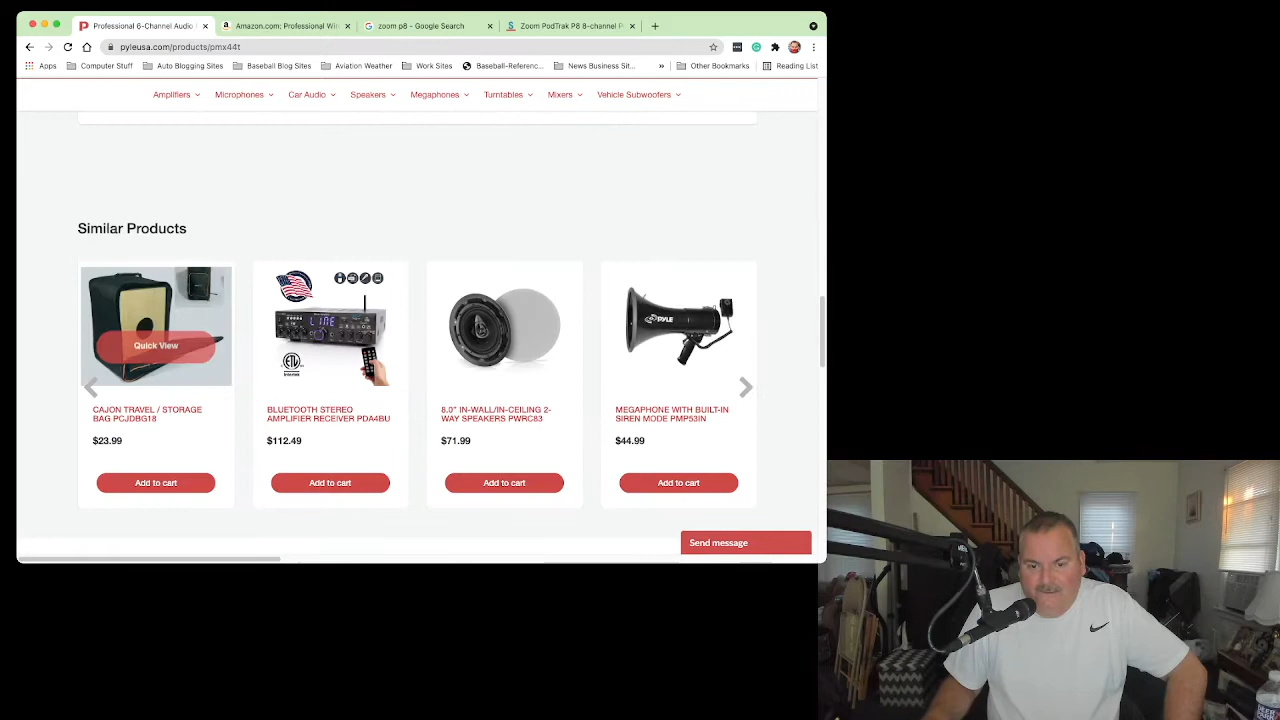 Professional 6-Channel Audio
Amazon.com: Professional Wir
zoom p8 - Google Search
Zoom PodTrak P8 8-channel P
pyleusa.com/products/pmx44t
Apps
Computer Stuff
Auto Blogging Sites
Baseball Blog Sites
Aviation Weather
Work Sites
Baseball-Referenc...
News Business Sit...
»
Other Bookmarks
Reading List
Amplifiers
Microphones
Car Audio
Speakers
Megaphones
Turntables
Mixers
Vehicle Subwoofers
Similar Products
Quick View
LINE
ETL
PYLE
CAJON TRAVEL / STORAGE
BAG PCJDBG18
$23.99
Add to cart
BLUETOOTH STEREO
AMPLIFIER RECEIVER PDA4BU
$112.49
Add to cart
8.0" IN-WALL/IN-CEILING 2-
WAY SPEAKERS PWRC83
$71.99
Add to cart
MEGAPHONE WITH BUILT-IN
SIREN MODE PMP53IN
$44.99
Add to cart
Send message